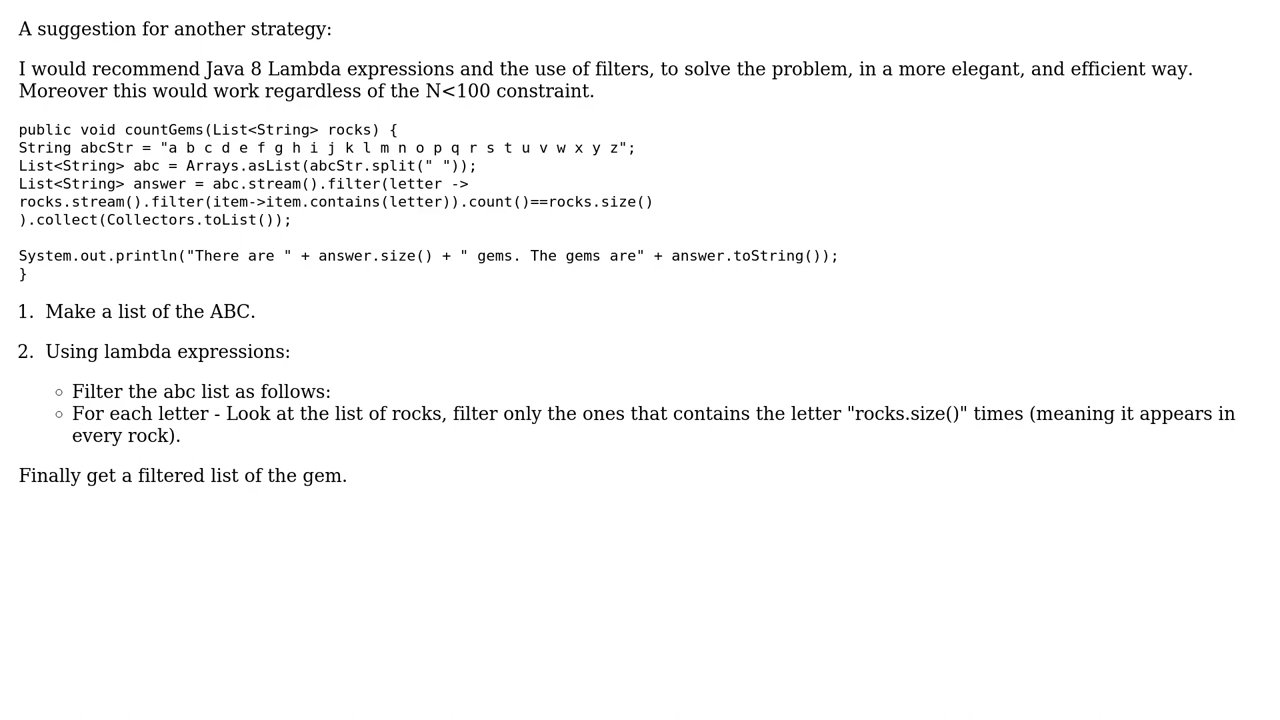 A suggestion for another strategy:
I would recommend Java 8 Lambda expressions and the use of filters, to solve the problem, in a more elegant, and efficient way.
Moreover this would work regardless of the N<100 constraint.
public void countGems(List<String> rocks) {
String abcStr = "a b c d e f g h i j k l m n o p q r s t u v w x y z";
List<String> abc = Arrays.asList(abcStr.split(" "));
List<String> answer = abc.stream().filter(letter ->
rocks.stream().filter(item->item.contains(letter)).count()==rocks.size()
).collect(Collectors.toList());
System.out.println("There are " + answer.size() + " gems. The gems are" + answer.toString());
}
1. Make a list of the ABC.
2. Using lambda expressions:
◦ Filter the abc list as follows:
◦ For each letter - Look at the list of rocks, filter only the ones that contains the letter "rocks.size()" times (meaning it appears in
every rock).
Finally get a filtered list of the gem.